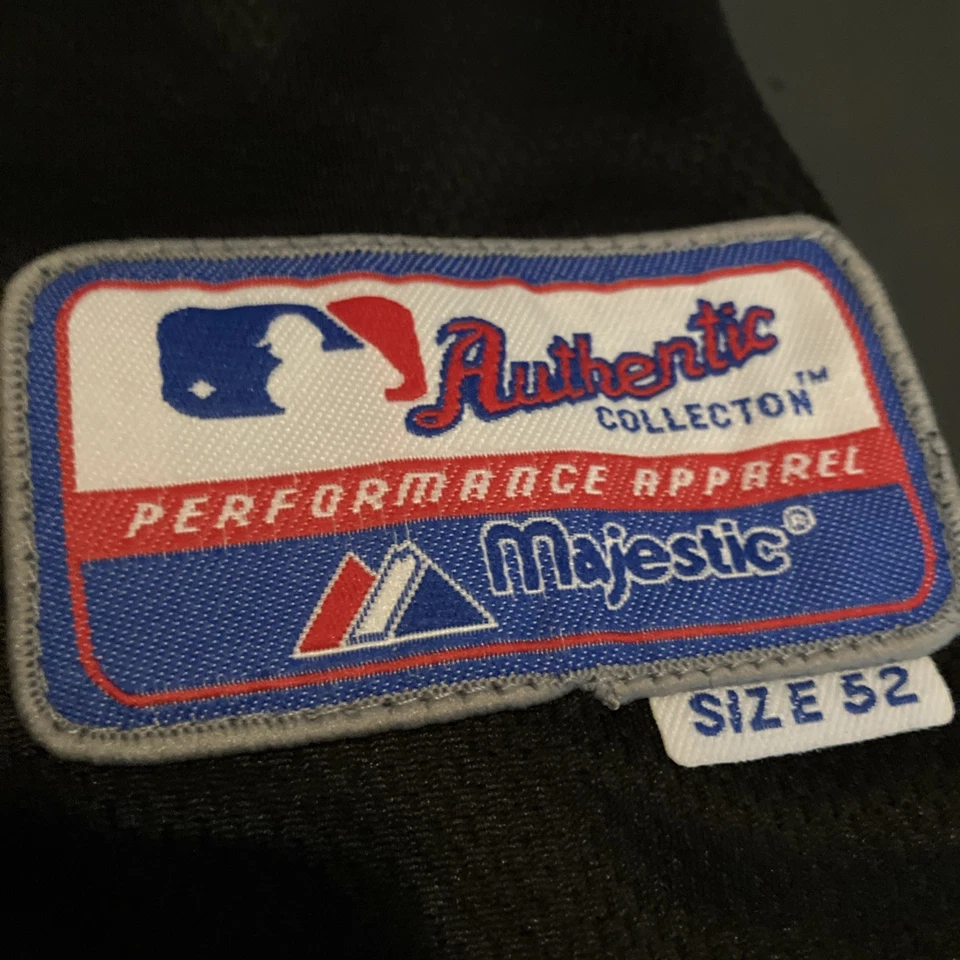 Authentic
COLLECTON™
PERFORMANCE APPAREL
Majestic®
SIZE 52